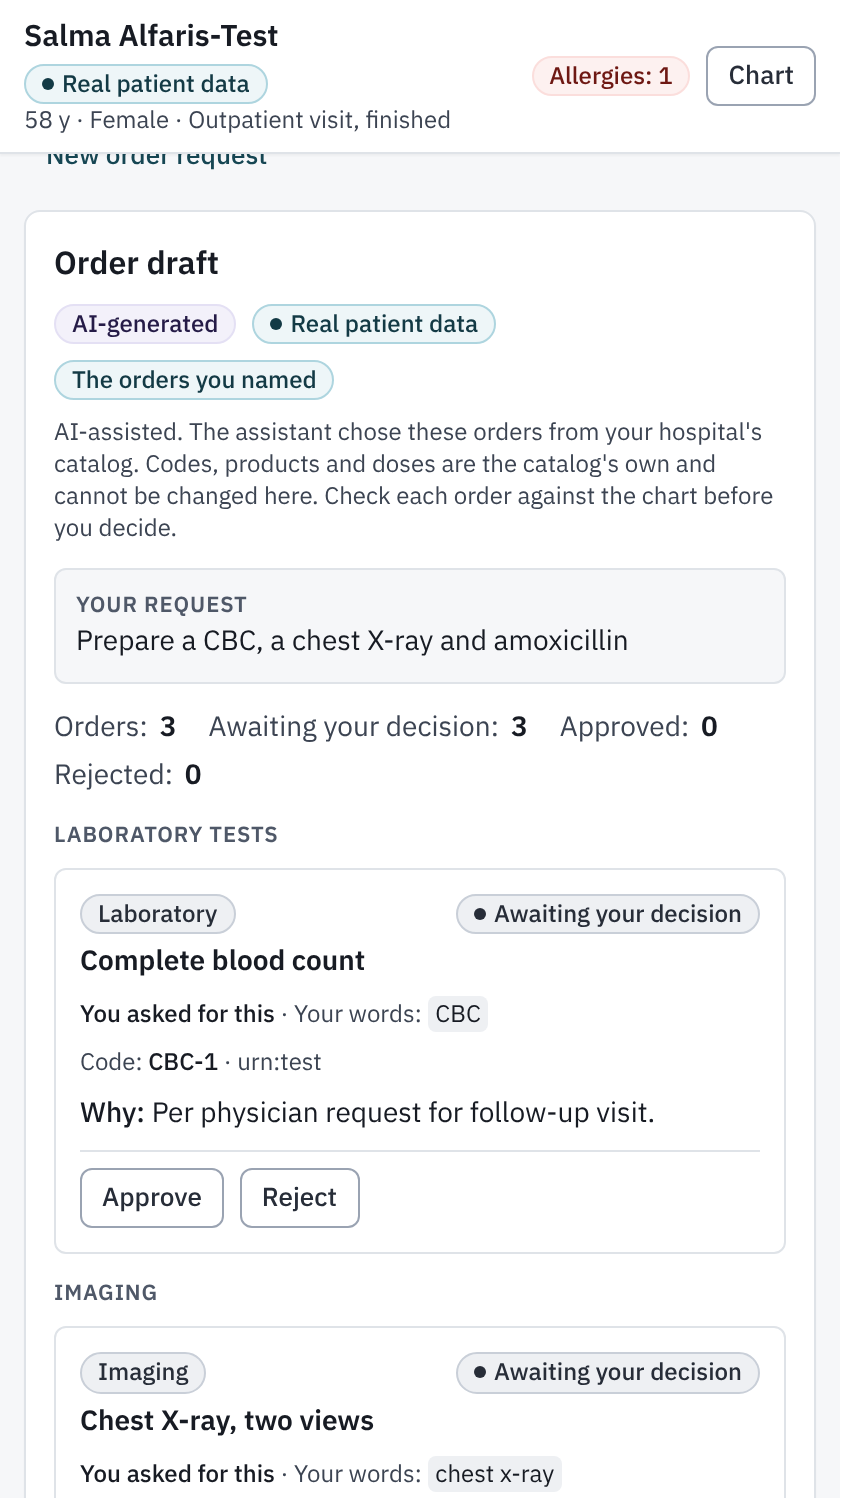 Salma Alfaris-Test
Real patient data
58 y · Female · Outpatient visit, finished
Allergies: 1
Chart
New order request
Order draft
AI-generated
Real patient data
The orders you named
AI-assisted. The assistant chose these orders from your hospital's
catalog. Codes, products and doses are the catalog's own and
cannot be changed here. Check each order against the chart before
you decide.
YOUR REQUEST
Prepare a CBC, a chest X-ray and amoxicillin
Orders: 3 Awaiting your decision: 3 Approved: 0
Rejected: 0
LABORATORY TESTS
Laboratory
Awaiting your decision
Complete blood count
You asked for this · Your words: CBC
Code: CBC-1 · urn:test
Why: Per physician request for follow-up visit.
Approve
Reject
IMAGING
Imaging
Awaiting your decision
Chest X-ray, two views
You asked for this · Your words: chest x-ray